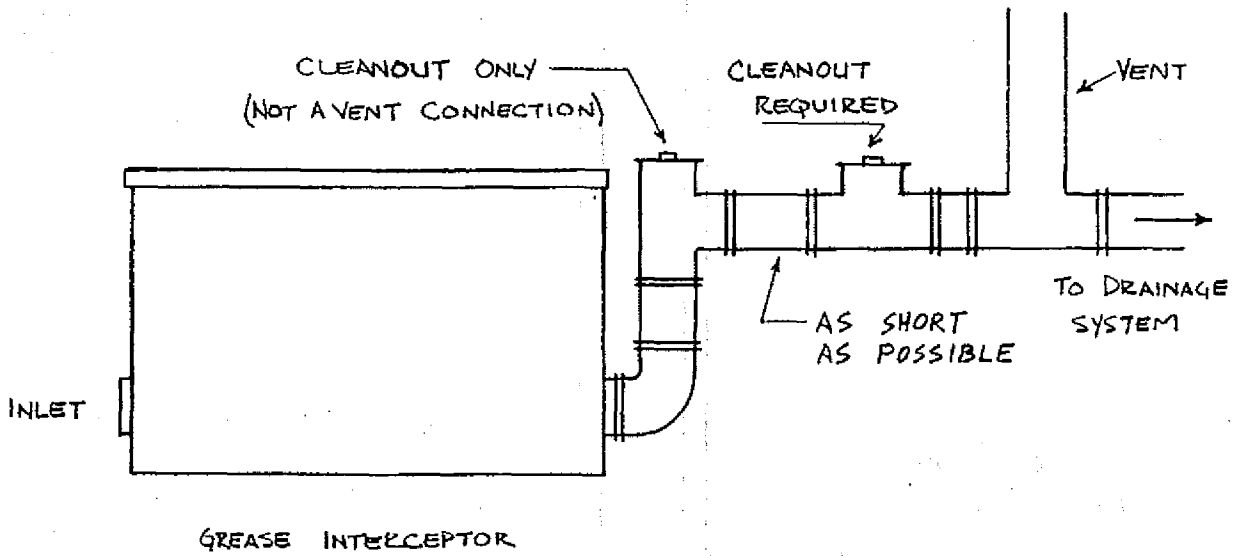 CLEANOUT ONLY
(NOT A VENT CONNECTION)
CLEANOUT
REQUIRED
VENT
INLET
AS SHORT
AS POSSIBLE
TO DRAINAGE
SYSTEM
GREASE INTERCEPTOR